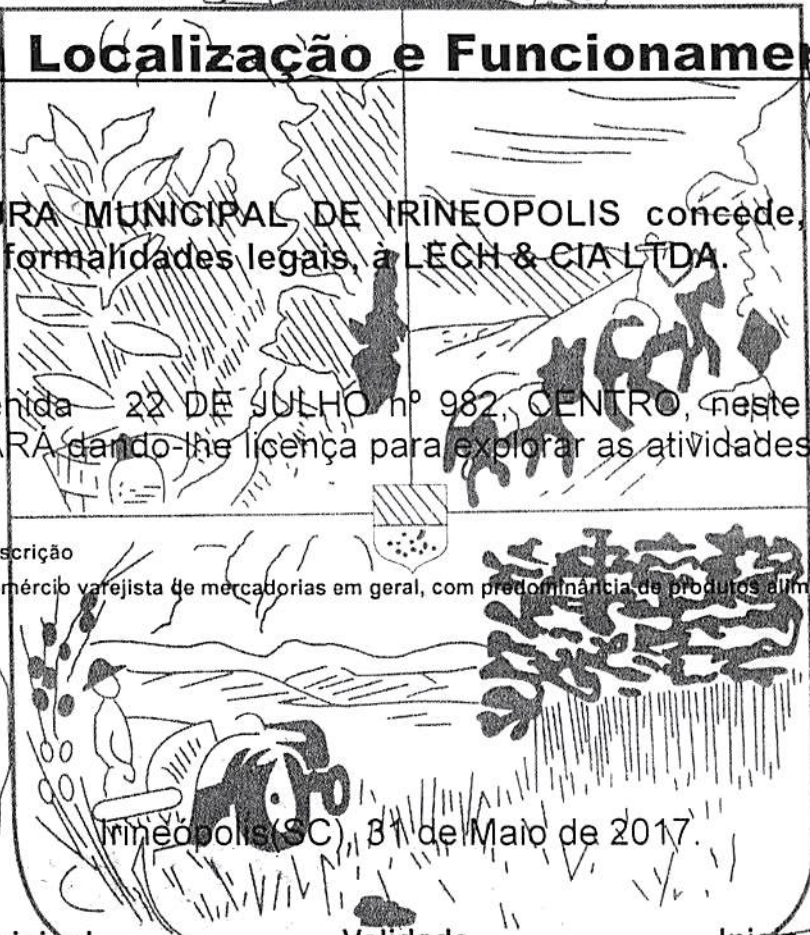 Localização e Funcioname
RA MUNICIPAL DE IRINEOPOLIS concede,
formalidades legais, à LECH & CIA LTDA.
nida 22 DE JULHO nº 982, CENTRO, neste
ARÁ dando-lhe licença para explorar as atividades
scrição
mércio varejista de mercadorias em geral, com predominância de produtos alim
Irineópolis(SC), 31 de Maio de 2017.
Validade